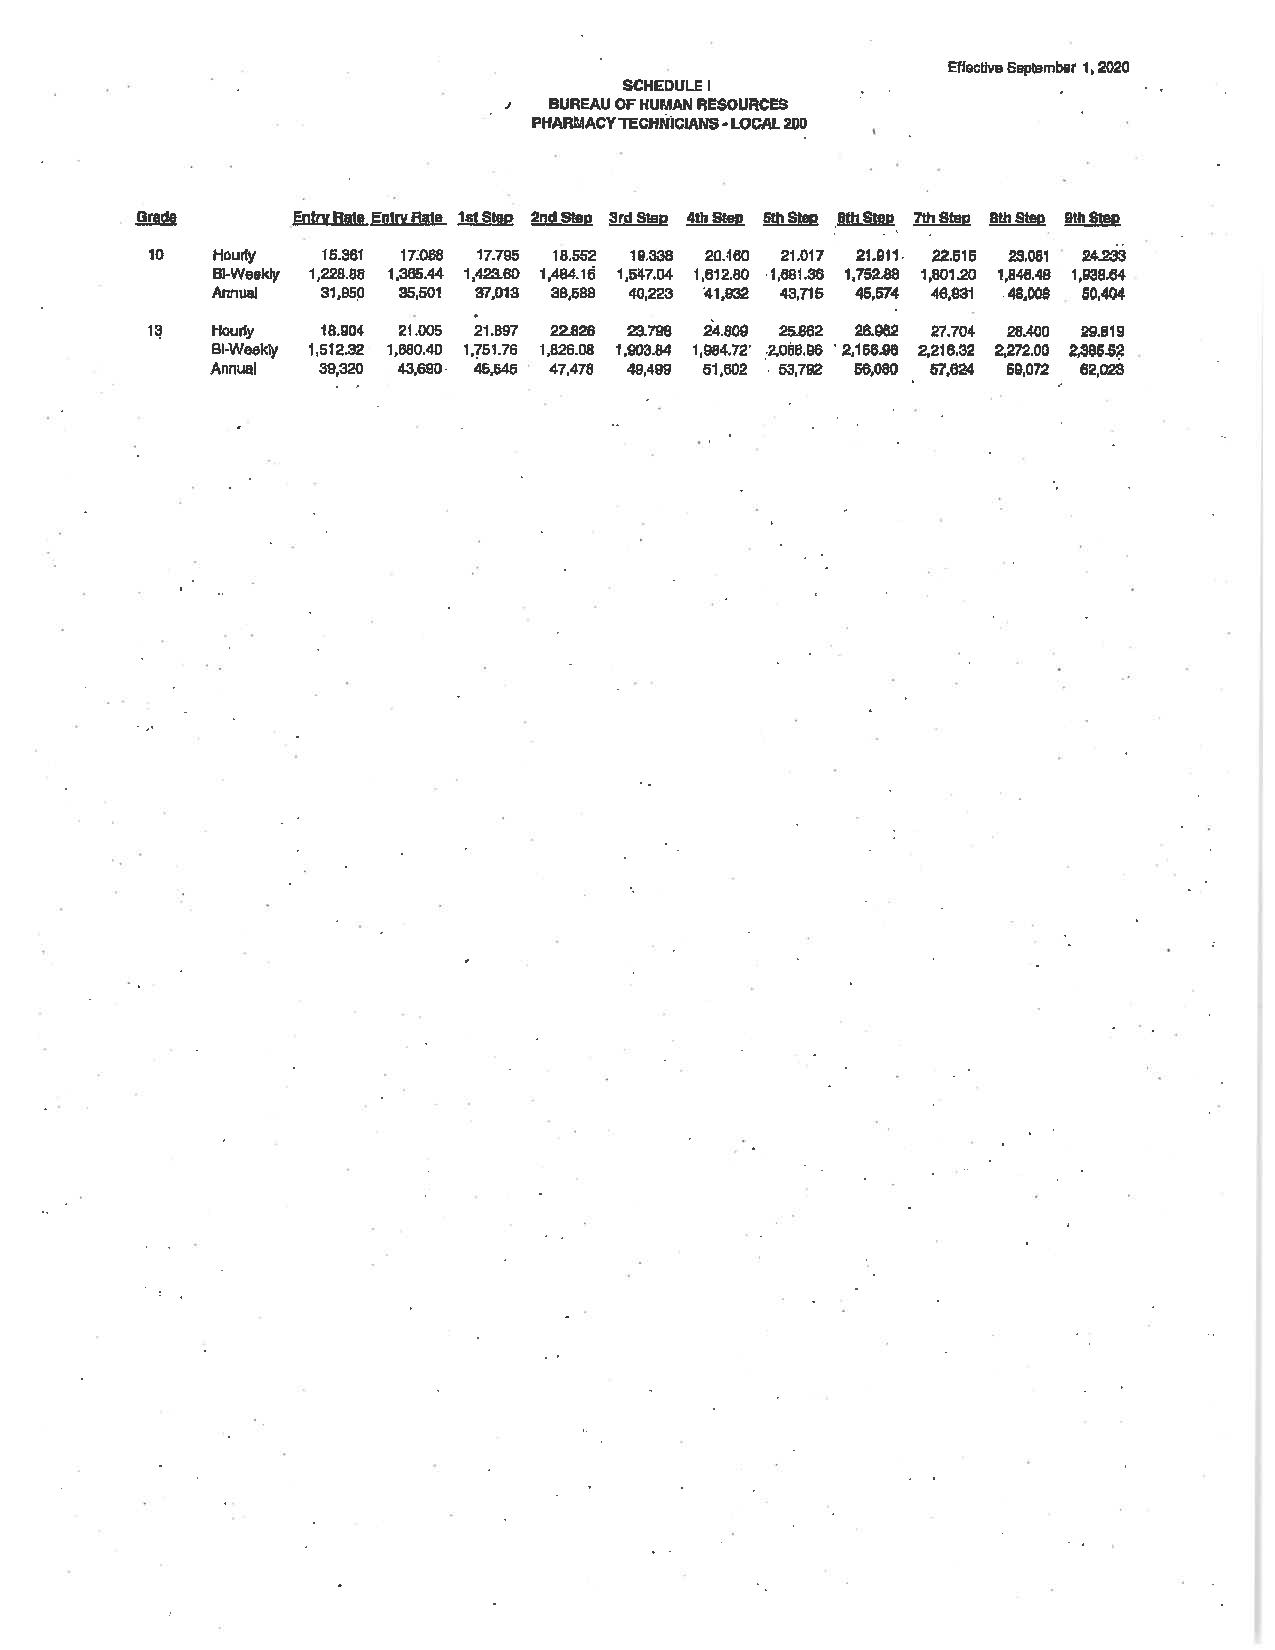 Effective September 1, 2020
SCHEDULE I
BUREAU OF HUMAN RESOURCES
PHARMACY TECHNICIANS - LOCAL 200
Grade Entry Rate Entry Rate 1st Step 2nd Step 3rd Step 4th Step 5th Step 6th Step 7th Step 8th Step 9th Step
10 Hourly 15.361 17.068 17.795 18.552 19.338 20.160 21.017 21.911 22.515 23.081 24.233
Bi-Weekly 1,228.88 1,365.44 1,423.60 1,484.16 1,547.04 1,612.80 1,681.36 1,752.88 1,801.20 1,846.48 1,938.64
Annual 31,950 35,501 37,013 38,588 40,223 41,932 43,715 45,574 46,831 48,008 50,404
13 Hourly 18.904 21.005 21.897 22.826 23.798 24.809 25.862 26.962 27.704 28.400 29.819
Bi-Weekly 1,512.32 1,680.40 1,751.76 1,826.08 1,903.84 1,984.72 2,068.96 2,156.96 2,216.32 2,272.00 2,385.52
Annual 39,320 43,690 45,545 47,478 49,499 51,602 53,792 56,080 57,624 59,072 62,023